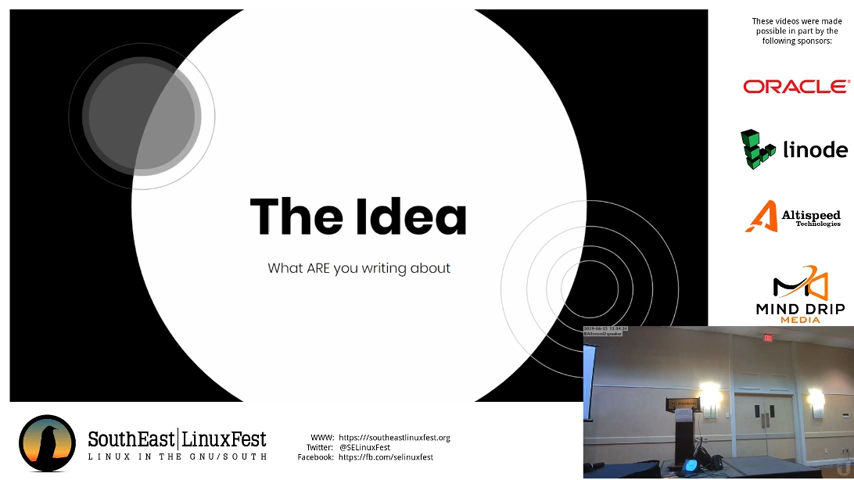 The Idea
What ARE you writing about
These videos were made
possible in part by the
following sponsors:
ORACLE
linode
Altispeed
Technologies
MIND DRIP
MEDIA
SouthEast|LinuxFest
LINUX IN THE GNU/SOUTH
WWW: https:///southeastlinuxfest.org
Twitter: @SELinuxFest
Facebook: https://fb.com/selinuxfest